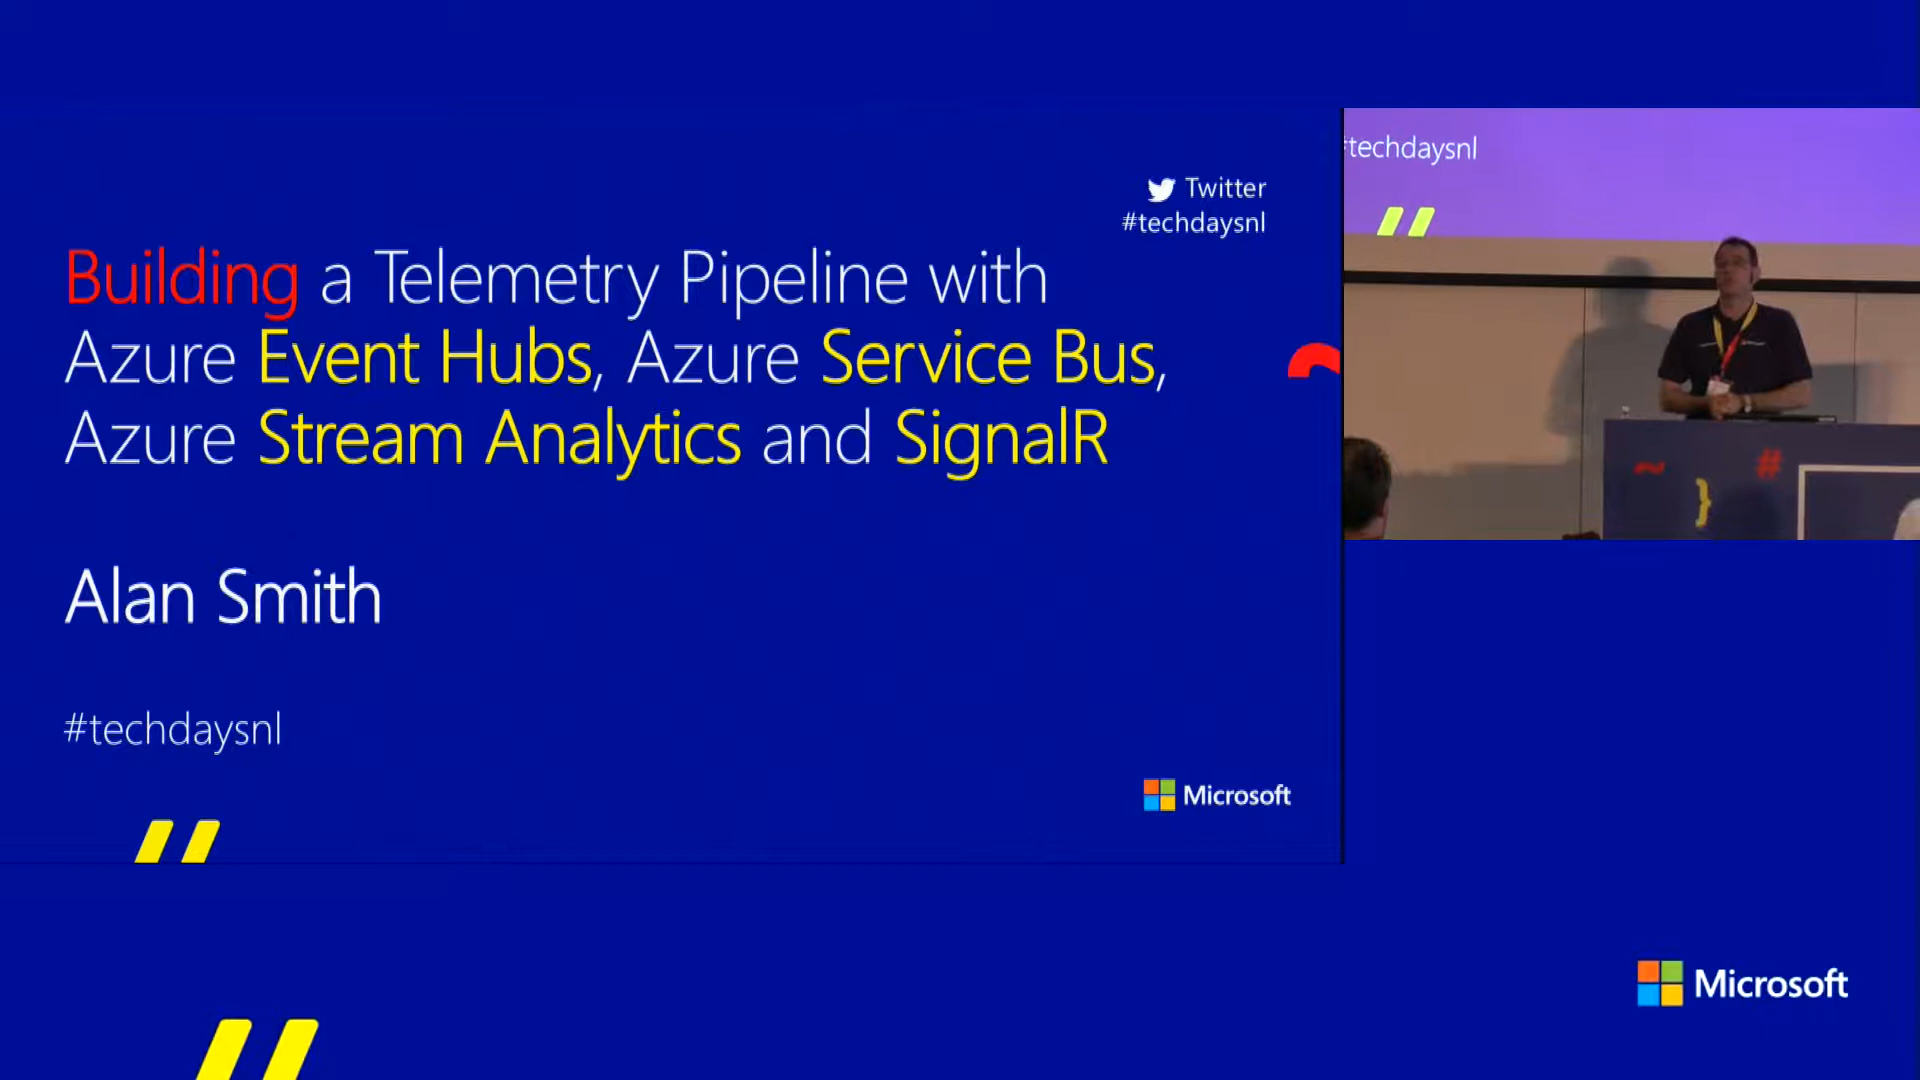 Twitter
#techdaysnl
Building a Telemetry Pipeline with
Azure Event Hubs, Azure Service Bus,
Azure Stream Analytics and SignalR
Alan Smith
#techdaysnl
Microsoft
#techdaysnl
Microsoft